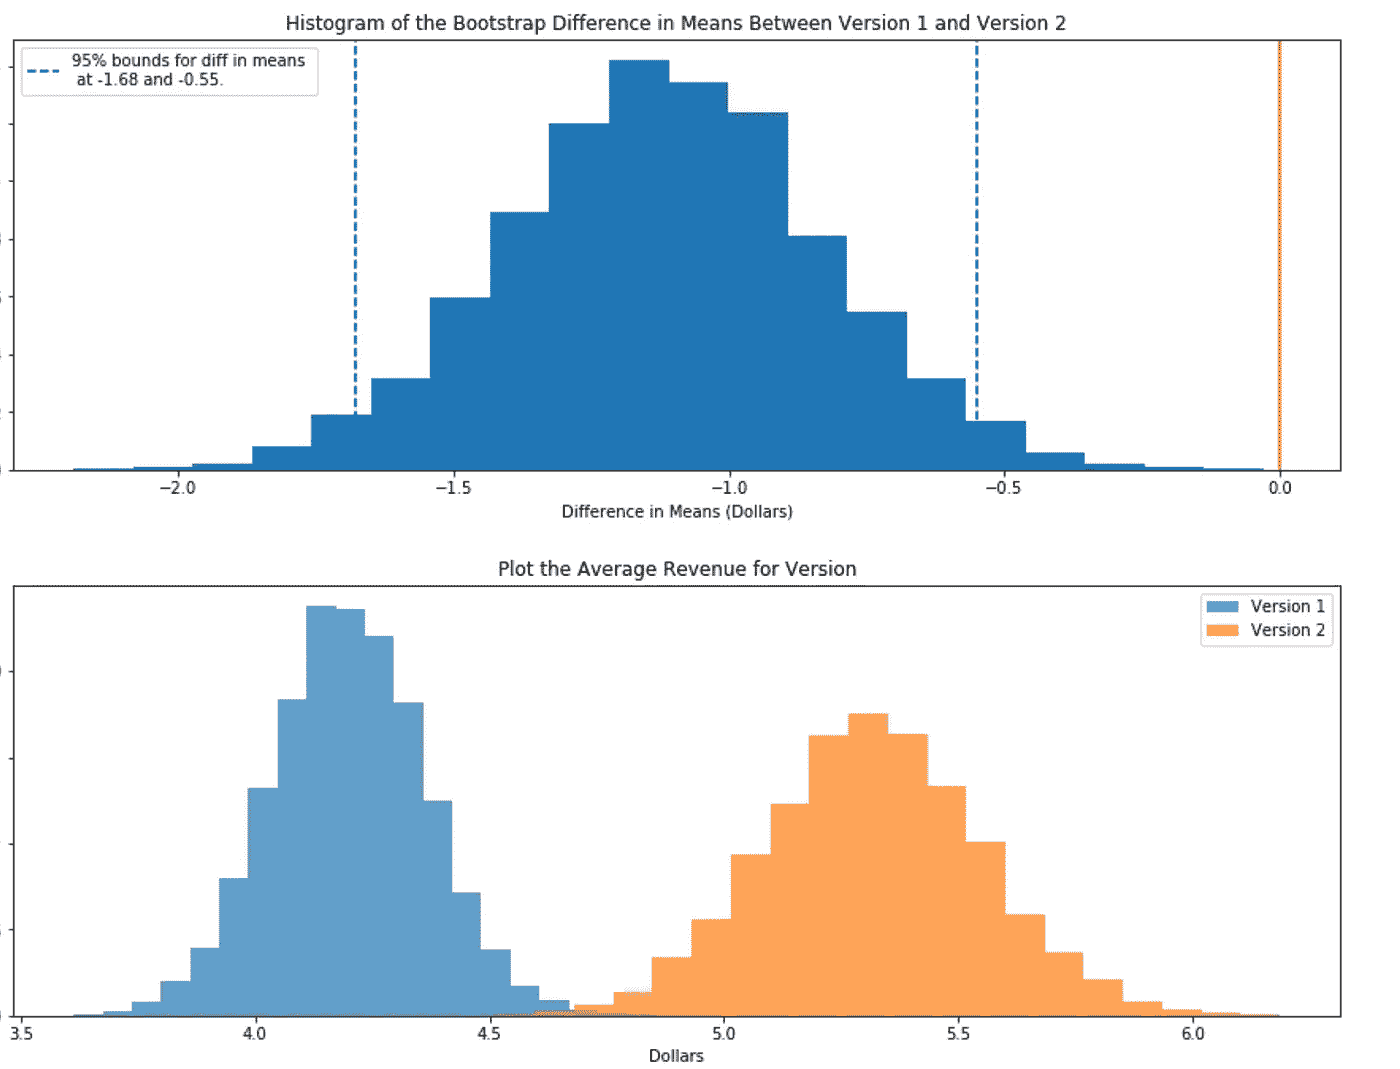 Histogram of the Bootstrap Difference in Means Between Version 1 and Version 2
95% bounds for diff in means
at -1.68 and -0.55.
−2.0 −1.5 −1.0 −0.5 0.0
Difference in Means (Dollars)
Plot the Average Revenue for Version
Version 1
Version 2
3.5 4.0 4.5 5.0 5.5 6.0
Dollars